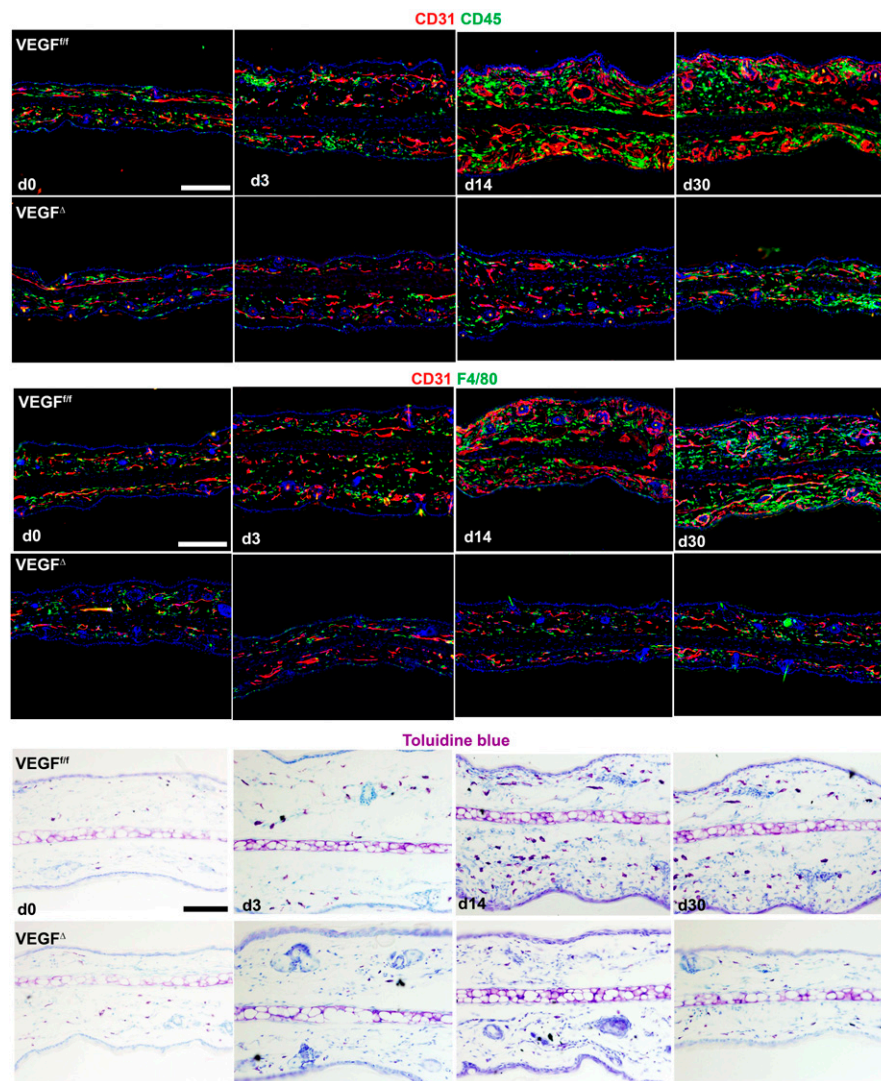 CD31 CD45
VEGFf/f
d0
d3
d14
d30
VEGFΔ
CD31 F4/80
VEGFf/f
d0
d3
d14
d30
VEGFΔ
Toluidine blue
VEGFf/f
d0
d3
d14
d30
VEGFΔ